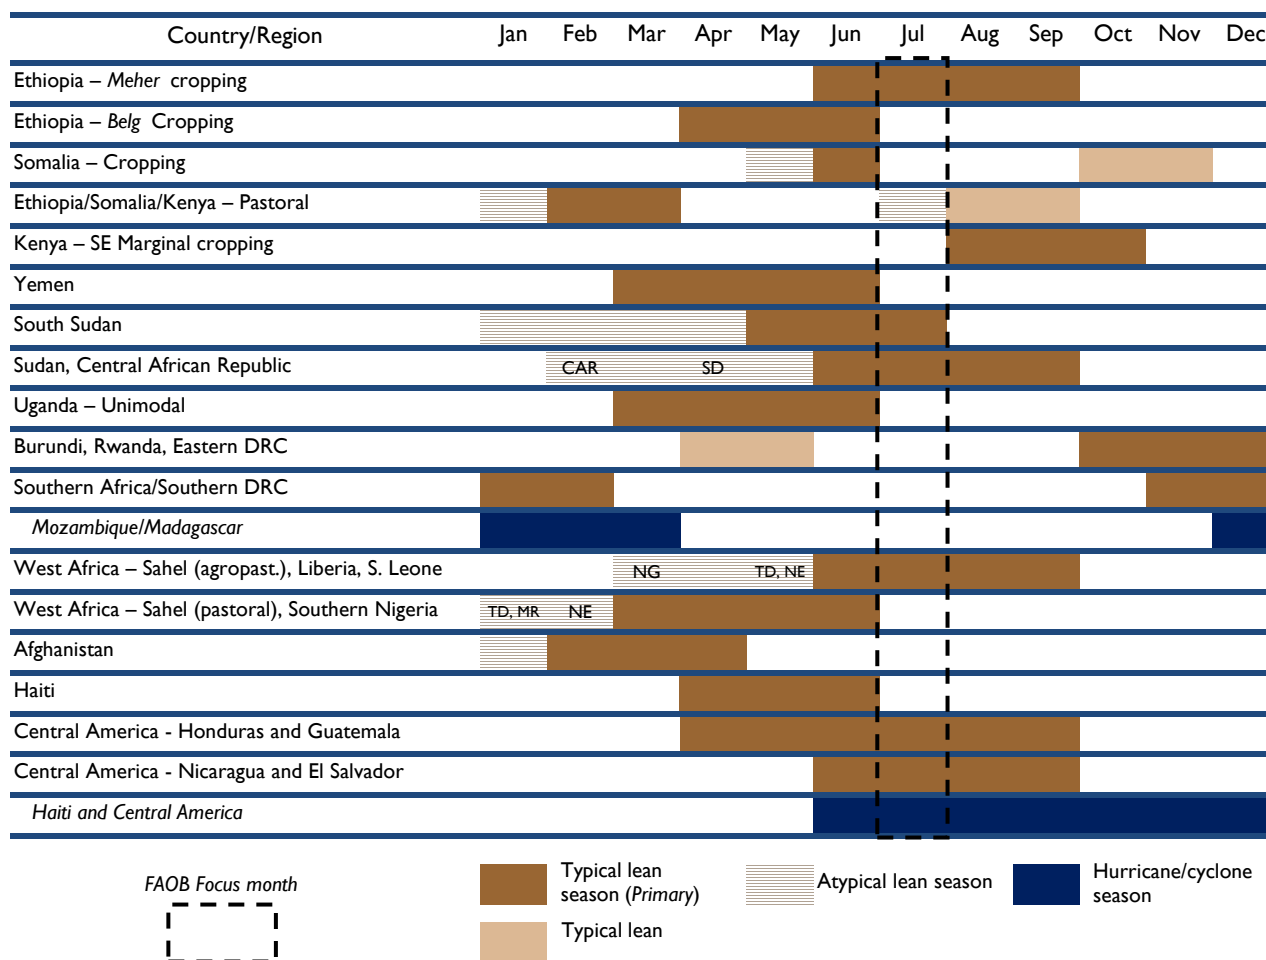 Country/Region Jan Feb Mar Apr May Jun Jul Aug Sep Oct Nov Dec
Ethiopia – Meher cropping
Ethiopia – Belg Cropping
Somalia – Cropping
Ethiopia/Somalia/Kenya – Pastoral
Kenya – SE Marginal cropping
Yemen
South Sudan
Sudan, Central African Republic CAR SD
Uganda – Unimodal
Burundi, Rwanda, Eastern DRC
Southern Africa/Southern DRC
Mozambique/Madagascar
West Africa – Sahel (agropast.), Liberia, S. Leone NG TD, NE
West Africa – Sahel (pastoral), Southern Nigeria TD, MR NE
Afghanistan
Haiti
Central America - Honduras and Guatemala
Central America - Nicaragua and El Salvador
Haiti and Central America
FAOB Focus month
Typical lean
season (Primary)
Typical lean
Atypical lean season
Hurricane/cyclone
season